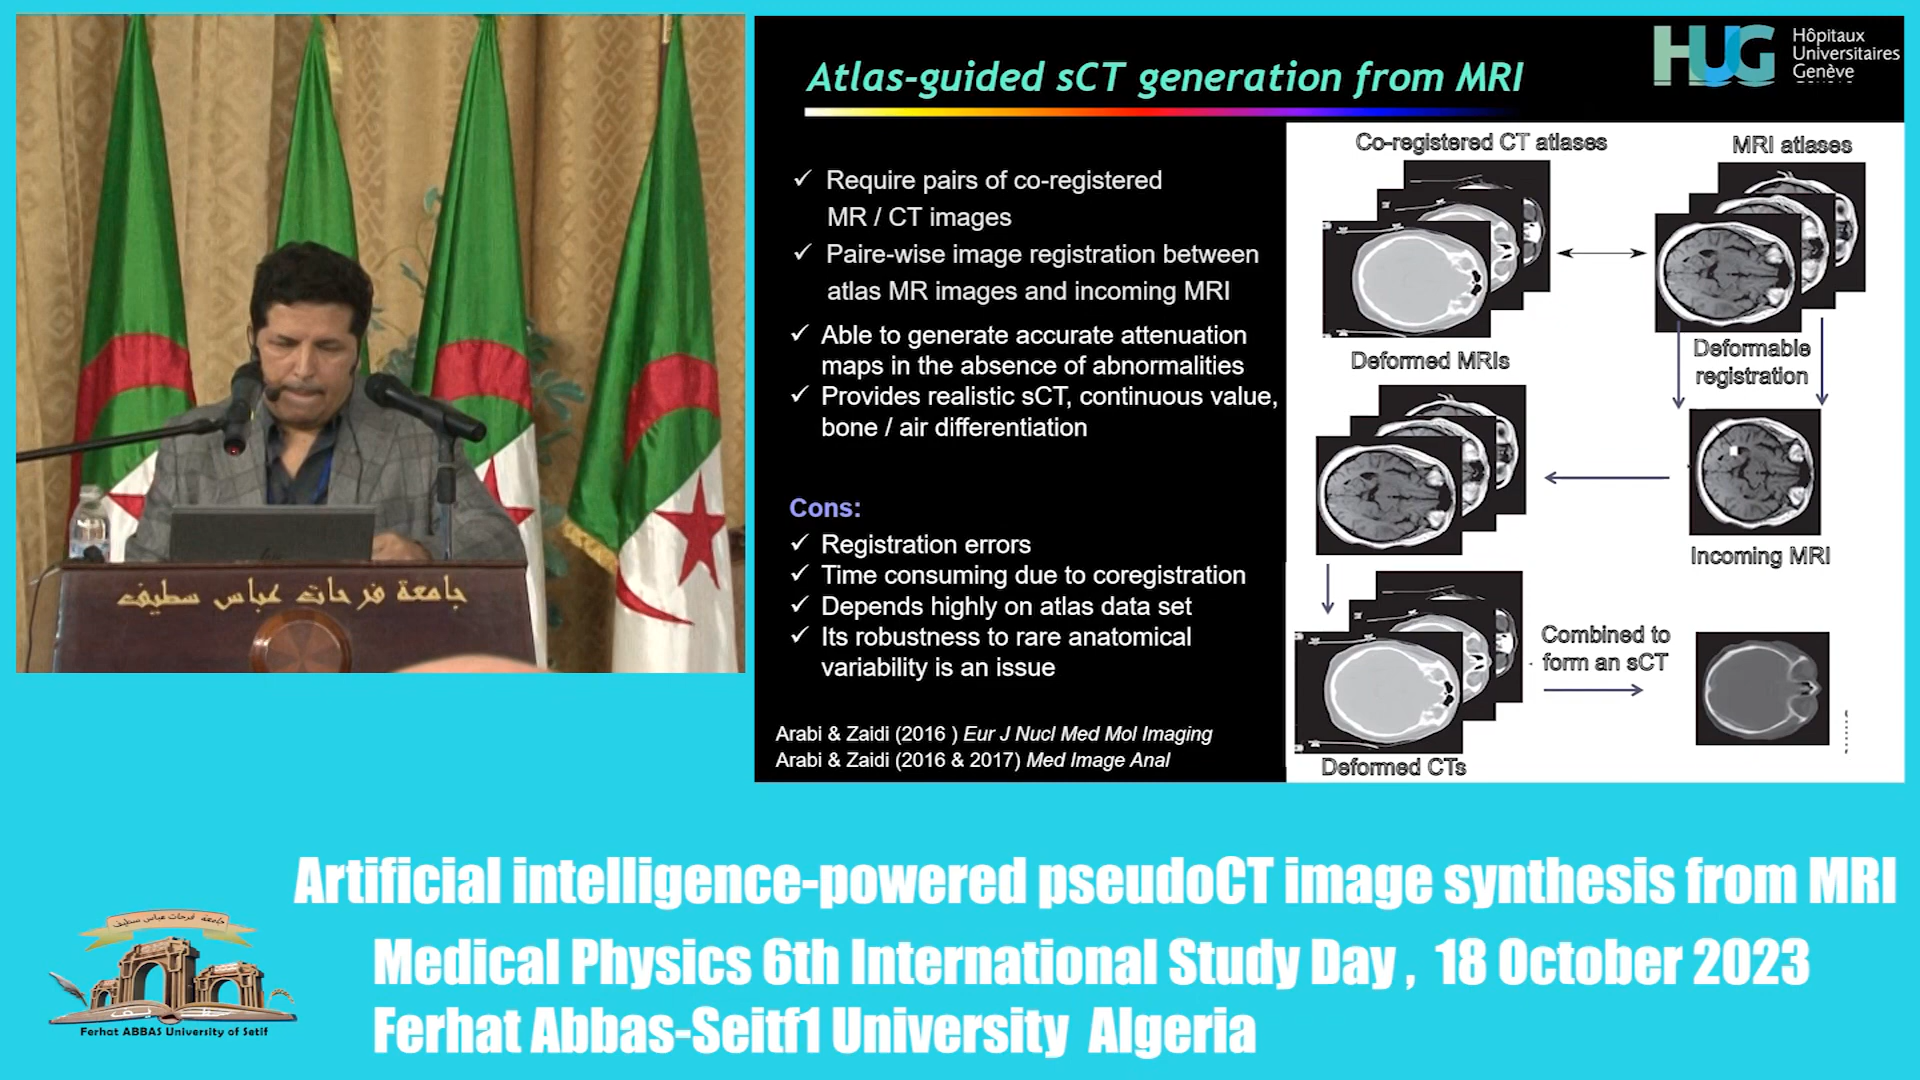 جامعة فرحات عباس سطيف
Atlas-guided sCT generation from MRI
HUG
Hôpitaux
Universitaires
Genève
✓ Require pairs of co-registered
MR / CT images
✓ Paire-wise image registration between
atlas MR images and incoming MRI
✓ Able to generate accurate attenuation
maps in the absence of abnormalities
✓ Provides realistic sCT, continuous value,
bone / air differentiation
Cons:
✓ Registration errors
✓ Time consuming due to coregistration
✓ Depends highly on atlas data set
✓ Its robustness to rare anatomical
variability is an issue
Arabi & Zaidi (2016 ) Eur J Nucl Med Mol Imaging
Arabi & Zaidi (2016 & 2017) Med Image Anal
Co-registered CT atlases
MRI atlases
Deformable
registration
Deformed MRIs
Incoming MRI
Combined to
form an sCT
Deformed CTs
Artificial intelligence-powered pseudoCT image synthesis from MRI
Medical Physics 6th International Study Day ,  18 October 2023
Ferhat Abbas-Seitf1 University  Algeria
جامعة فرحات عباس سطيف
Ferhat ABBAS University of Setif